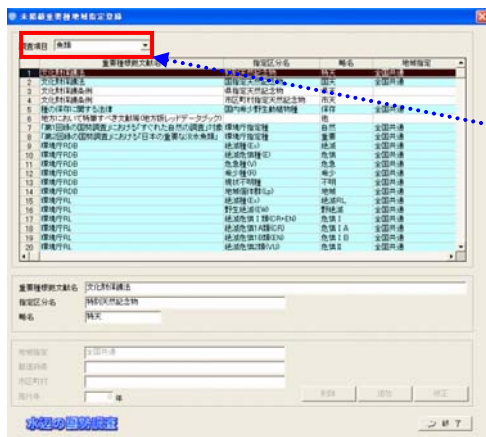 未掲載重要種地域指定登録
調査項目 魚類
重要種根拠文献名 指定区分名 略名 地域指定
1 文化財保護法 特別天然記念物 特天 全国共通
2 文化財保護法 国指定天然記念物 国天 全国共通
3 文化財保護条例 県指定天然記念物
4 文化財保護条例 市区町村指定天然記念物 市天
5 種の保存に関する法律 国内希少野生動植物種 保存 全国共通
6 地方において特筆すべき文献等(地方版レッドデータブック) 他
7 「第1回緑の国勢調査」における「すぐれた自然の調査」対象 環境庁指定種 自然 全国共通
8 「第2回緑の国勢調査」における「日本の重要な淡水魚類」 環境庁指定種 重要 全国共通
9 環境庁RDB 絶滅種(Ex) 絶滅 全国共通
10 環境庁RDB 絶滅危惧種(E) 危惧 全国共通
11 環境庁RDB 危急種(V) 危急 全国共通
12 環境庁RDB 希少種(R) 希少 全国共通
13 環境庁RDB 現状不明種 不明 全国共通
14 環境庁RDB 地域個体群(Lp) 地域 全国共通
15 環境庁RL 絶滅種(Ex) 絶滅RL 全国共通
16 環境庁RL 野生絶滅(EW) 野絶滅 全国共通
17 環境庁RL 絶滅危惧Ⅰ類(CR+EN) 危惧Ⅰ 全国共通
18 環境庁RL 絶滅危惧1A類(CR) 危惧ⅠA 全国共通
19 環境庁RL 絶滅危惧1B類(EN) 危惧ⅠB 全国共通
20 環境庁RL 絶滅危惧2類(VU) 危惧Ⅱ 全国共通
重要種根拠文献名 文化財保護法
指定区分名 特別天然記念物
略名 特天
地域指定 全国共通
都道府県
市区町村
発行年 年
削除 追加 修正
水辺の国勢調査 終了